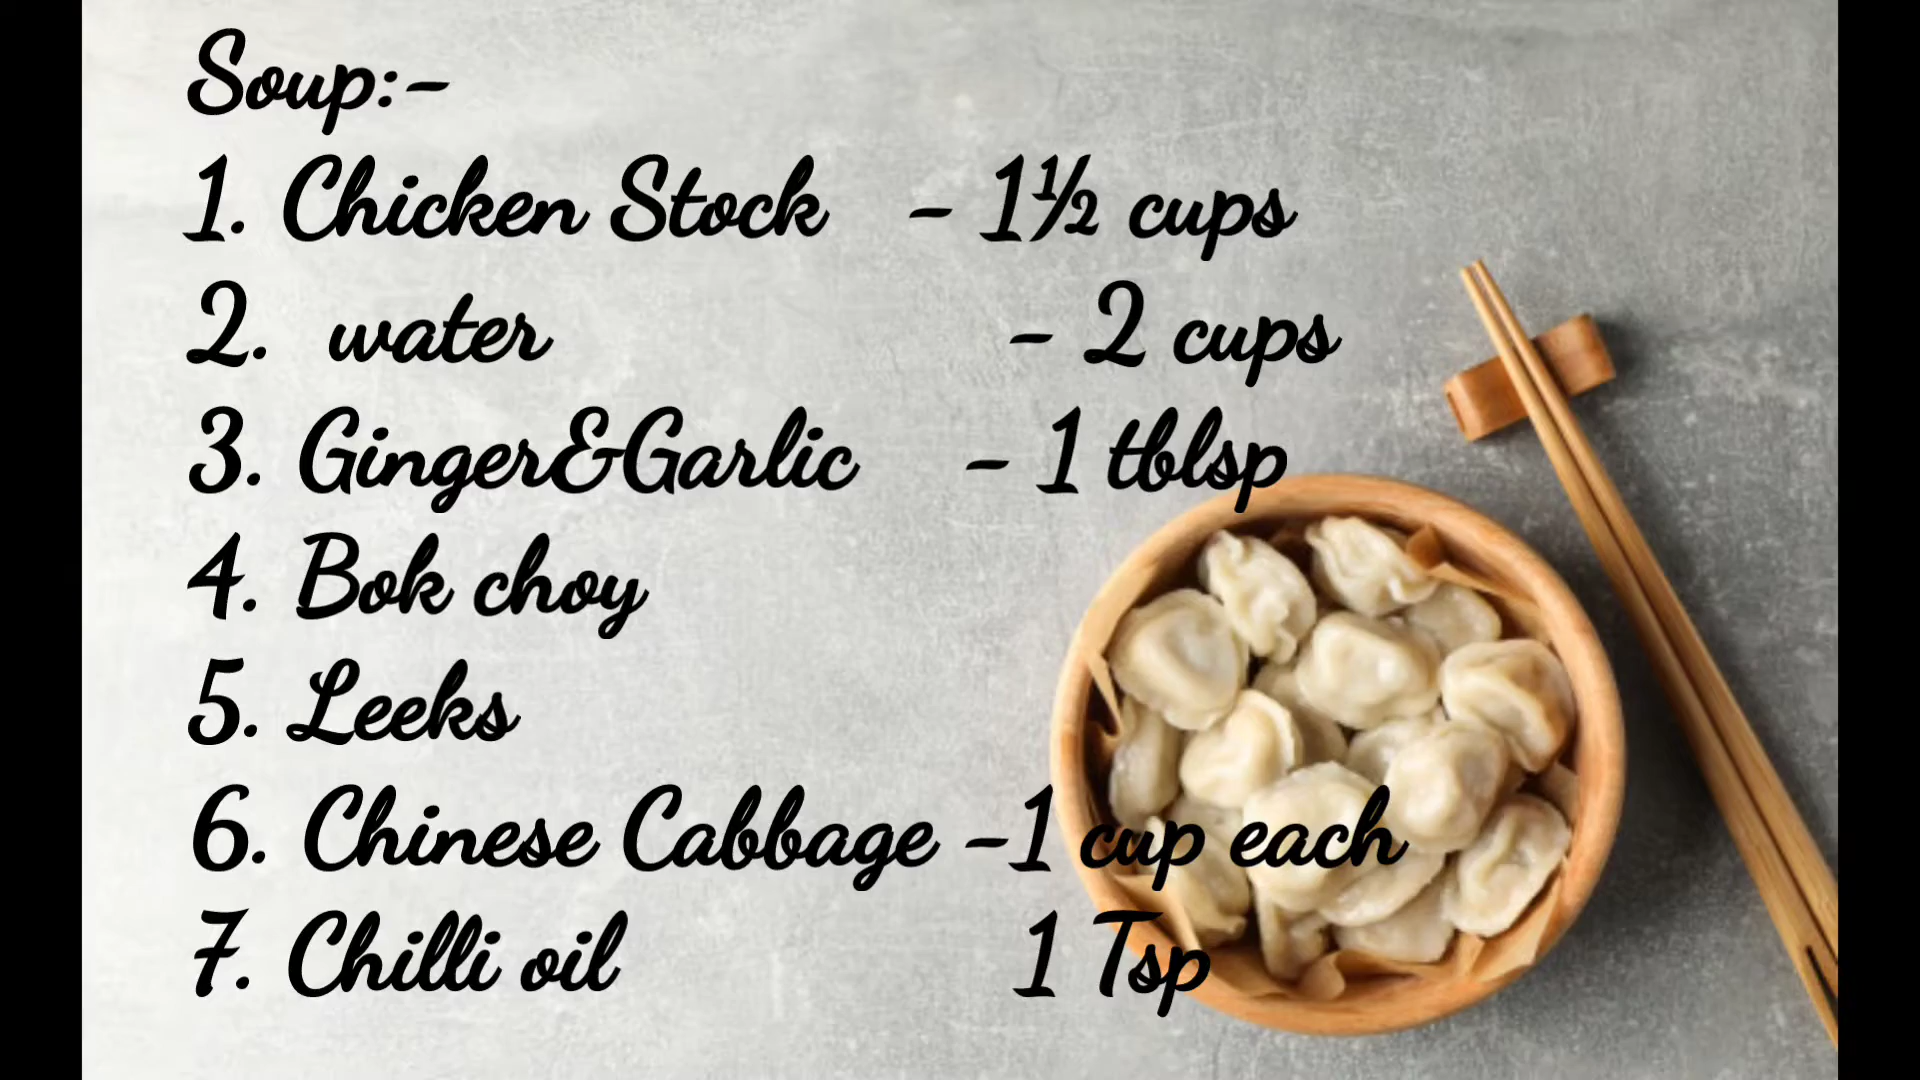 Soup:-
1. Chicken Stock - 1½ cups
2. water - 2 cups
3. Ginger&Garlic - 1 tblsp
4. Bok choy
5. Leeks
6. Chinese Cabbage -1 cup each
7. Chilli oil 1 Tsp